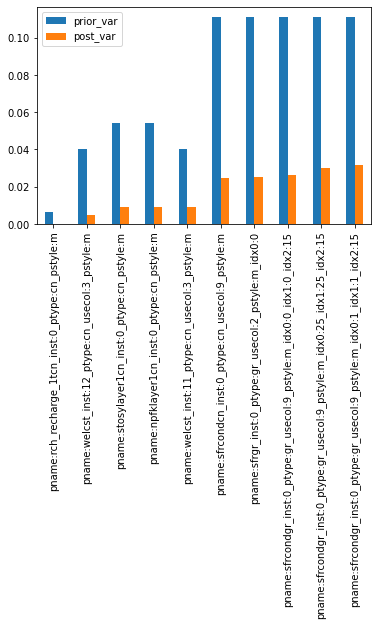 prior_var
post_var
0.10
0.08
0.06
0.04
0.02
0.00
pname:rch_recharge_1tcn_inst:0_ptype:cn_pstyle:m
pname:welcst_inst:12_ptype:cn_usecol:3_pstyle:m
pname:stosylayer1cn_inst:0_ptype:cn_pstyle:m
pname:npfklayer1cn_inst:0_ptype:cn_pstyle:m
pname:welcst_inst:11_ptype:cn_usecol:3_pstyle:m
pname:sfrcondcn_inst:0_ptype:cn_usecol:9_pstyle:m
pname:sfrgr_inst:0_ptype:gr_usecol:2_pstyle:m_idx0:0
pname:sfrcondgr_inst:0_ptype:gr_usecol:9_pstyle:m_idx0:0_idx1:0_idx2:15
pname:sfrcondgr_inst:0_ptype:gr_usecol:9_pstyle:m_idx0:25_idx1:25_idx2:15
pname:sfrcondgr_inst:0_ptype:gr_usecol:9_pstyle:m_idx0:1_idx1:1_idx2:15